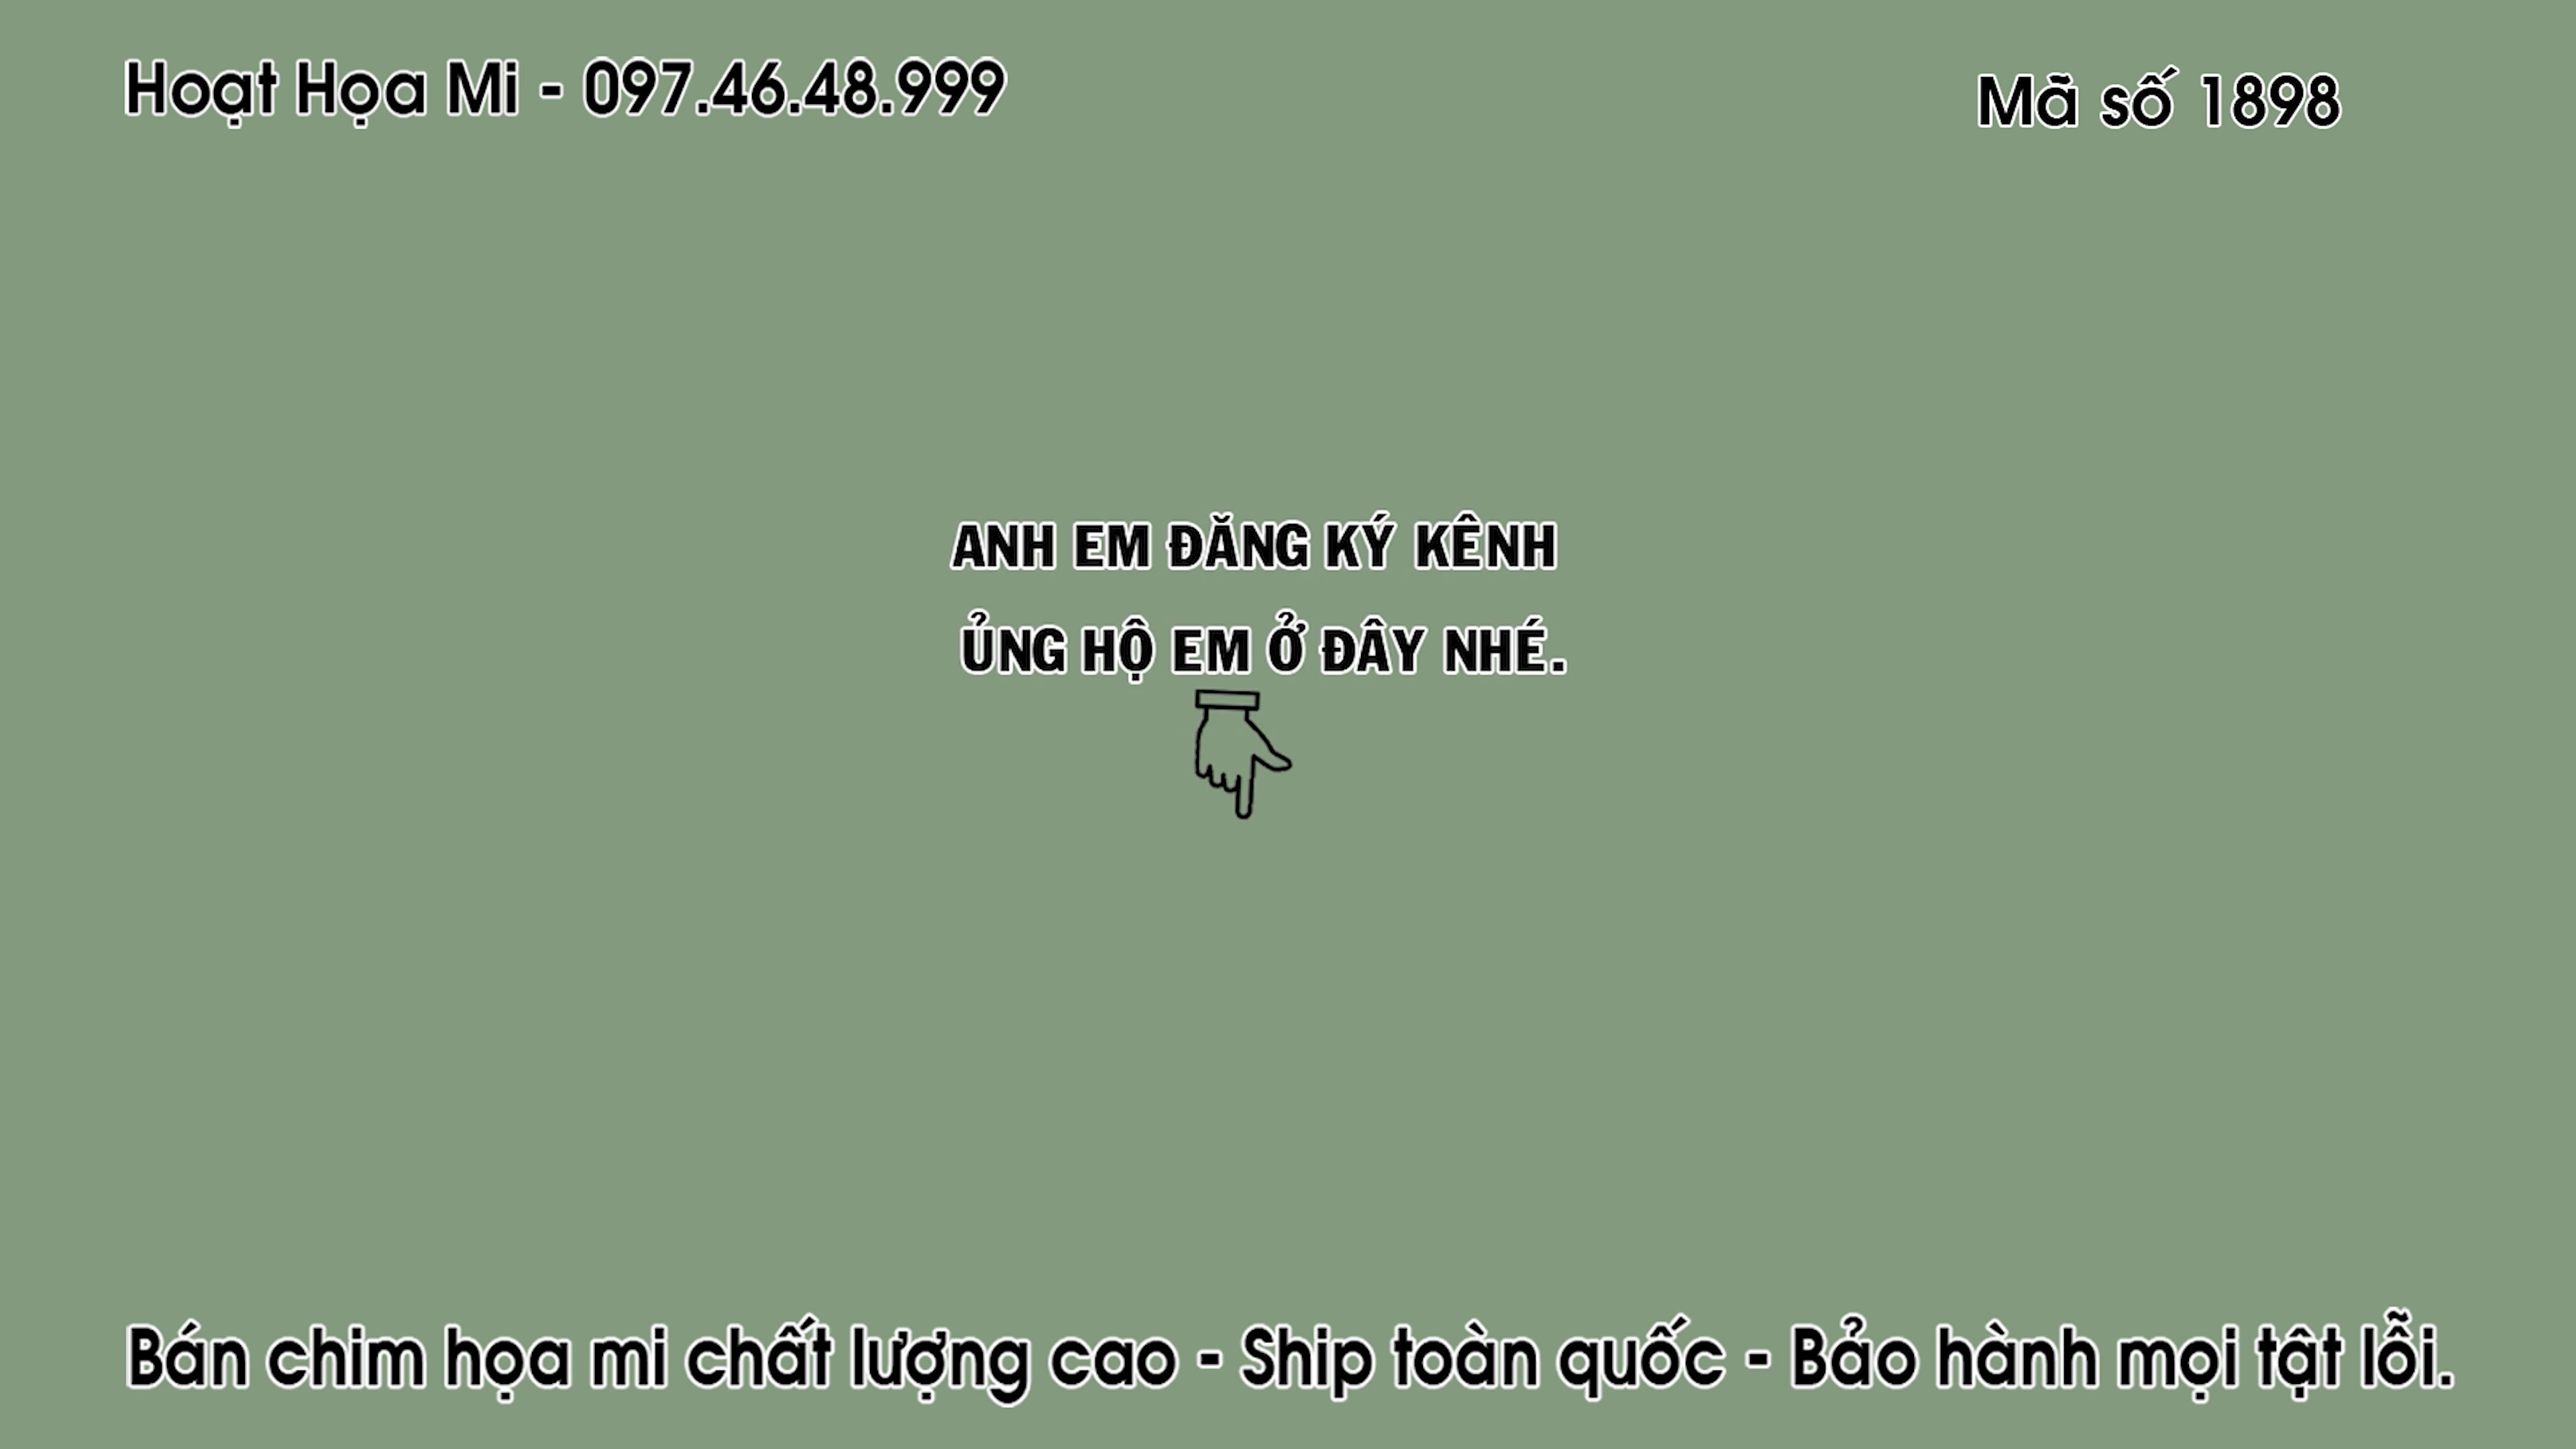 Hoạt Họa Mi - 097.46.48.999
Mã số 1898
ANH EM ĐĂNG KÝ KÊNH
ỦNG HỘ EM Ở ĐÂY NHÉ.
Bán chim họa mi chất lượng cao - Ship toàn quốc - Bảo hành mọi tật lỗi.